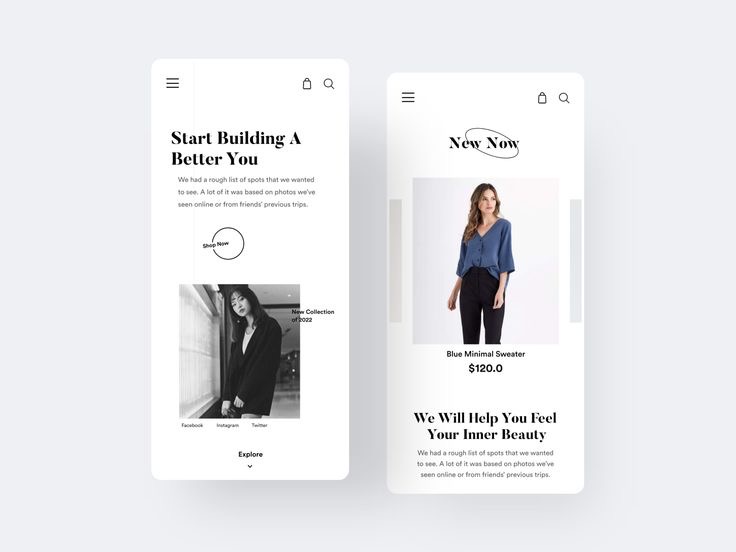 Start Building A
Better You
We had a rough list of spots that we wanted
to see. A lot of it was based on photos we've
seen online or from friends' previous trips.
Shop Now
New Collection
of 2022
Facebook Instagram Twitter
Explore
New Now
Blue Minimal Sweater
$120.0
We Will Help You Feel
Your Inner Beauty
We had a rough list of spots that we wanted
to see. A lot of it was based on photos we've
seen online or from friends' previous trips.